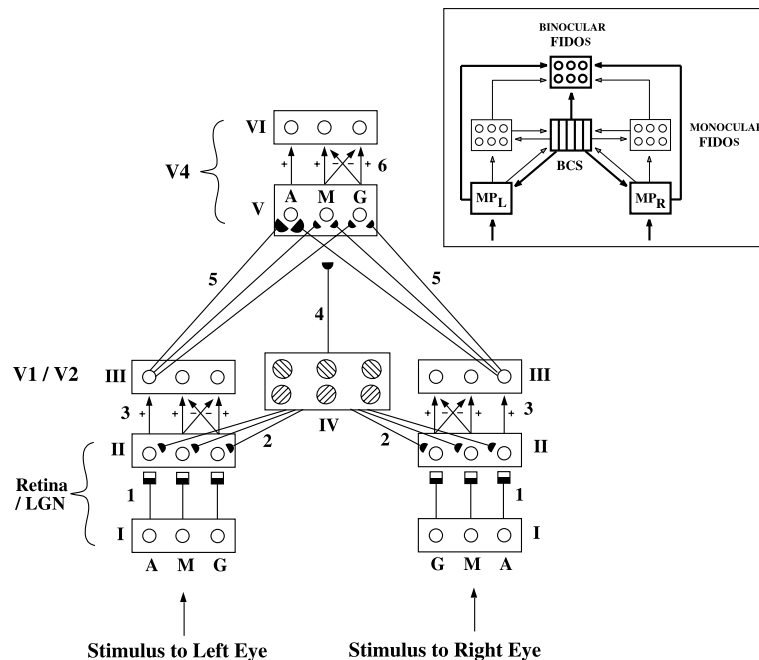 BINOCULAR
FIDOS
MONOCULAR
FIDOS
BCS
MPL
MPR
VI
V4
+ + - - + 6
V A M G
5 5
4
V1 / V2 III III
3 + + - - + + - - + + 3
IV
II 2 2 II
Retina
/ LGN
1 1
I I
A M G G M A
Stimulus to Left Eye Stimulus to Right Eye